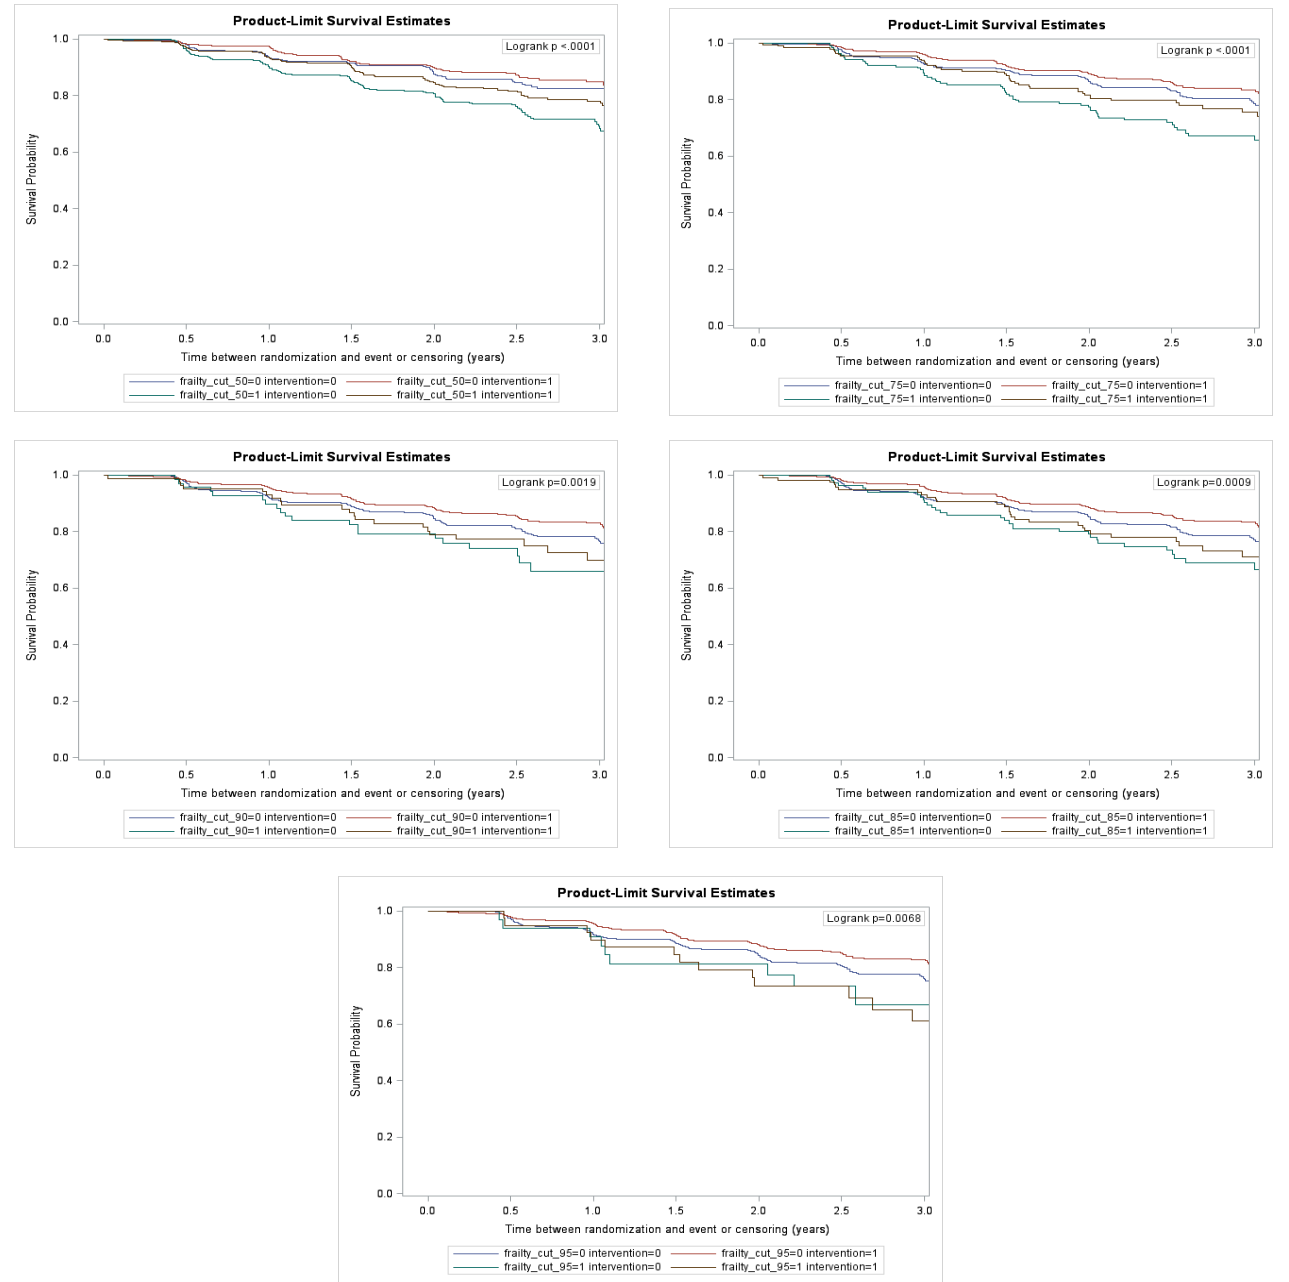 Product-Limit Survival Estimates
Logrank p <.0001
1.0
0.8
0.6
0.4
0.2
0.0
Survival Probability
0.0 0.5 1.0 1.5 2.0 2.5 3.0
Time between randomization and event or censoring (years)
frailty_cut_50=0 intervention=0 frailty_cut_50=0 intervention=1
frailty_cut_50=1 intervention=0 frailty_cut_50=1 intervention=1
Product-Limit Survival Estimates
Logrank p <.0001
1.0
0.8
0.6
0.4
0.2
0.0
Survival Probability
0.0 0.5 1.0 1.5 2.0 2.5 3.0
Time between randomization and event or censoring (years)
frailty_cut_75=0 intervention=0 frailty_cut_75=0 intervention=1
frailty_cut_75=1 intervention=0 frailty_cut_75=1 intervention=1
Product-Limit Survival Estimates
Logrank p=0.0019
1.0
0.8
0.6
0.4
0.2
0.0
Survival Probability
0.0 0.5 1.0 1.5 2.0 2.5 3.0
Time between randomization and event or censoring (years)
frailty_cut_90=0 intervention=0 frailty_cut_90=0 intervention=1
frailty_cut_90=1 intervention=0 frailty_cut_90=1 intervention=1
Product-Limit Survival Estimates
Logrank p=0.0009
1.0
0.8
0.6
0.4
0.2
0.0
Survival Probability
0.0 0.5 1.0 1.5 2.0 2.5 3.0
Time between randomization and event or censoring (years)
frailty_cut_85=0 intervention=0 frailty_cut_85=0 intervention=1
frailty_cut_85=1 intervention=0 frailty_cut_85=1 intervention=1
Product-Limit Survival Estimates
Logrank p=0.0068
1.0
0.8
0.6
0.4
0.2
0.0
Survival Probability
0.0 0.5 1.0 1.5 2.0 2.5 3.0
Time between randomization and event or censoring (years)
frailty_cut_95=0 intervention=0 frailty_cut_95=0 intervention=1
frailty_cut_95=1 intervention=0 frailty_cut_95=1 intervention=1